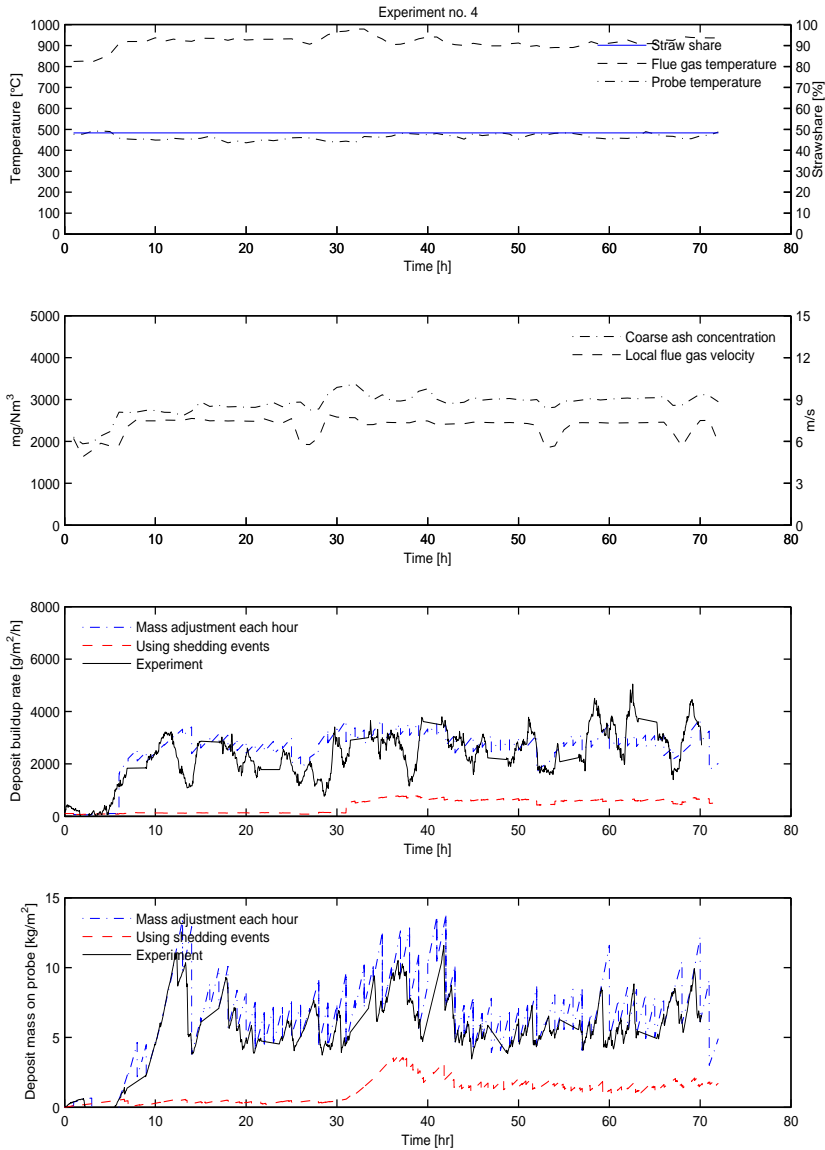 Experiment no. 4
1000
900
800
700
600
500
400
300
200
100
0
Temperature [°C]
100
90
80
70
60
50
40
30
20
10
0
Strawshare [%]
Straw share
Flue gas temperature
Probe temperature
0 10 20 30 40 50 60 70 80
Time [h]
5000
4000
3000
2000
1000
0
mg/Nm³
15
12
9
6
3
0
m/s
Coarse ash concentration
Local flue gas velocity
0 10 20 30 40 50 60 70 80
Time [h]
8000
6000
4000
2000
0
Deposit buildup rate [g/m²/h]
Mass adjustment each hour
Using shedding events
Experiment
0 10 20 30 40 50 60 70 80
Time [h]
15
10
5
0
Deposit mass on probe [kg/m²]
Mass adjustment each hour
Using shedding events
Experiment
0 10 20 30 40 50 60 70 80
Time [hr]